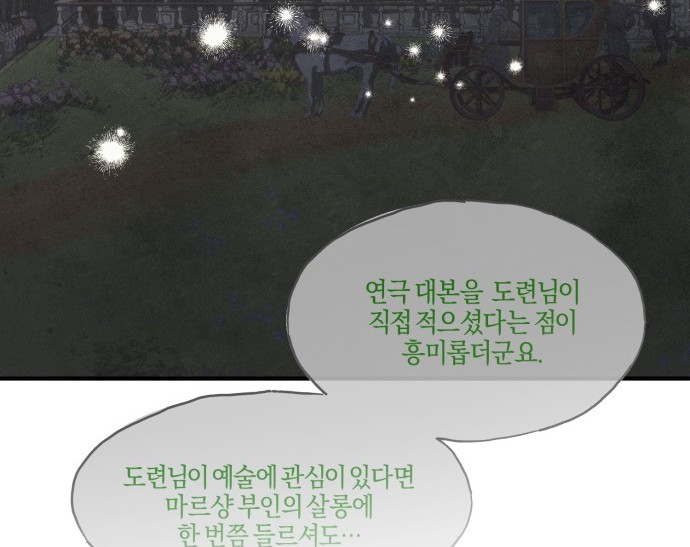 연극 대본을 도련님이
직접 적으셨다는 점이
흥미롭더군요.
도련님이 예술에 관심이 있다면
마르샹 부인의 살롱에
한 번쯤 들르셔도…